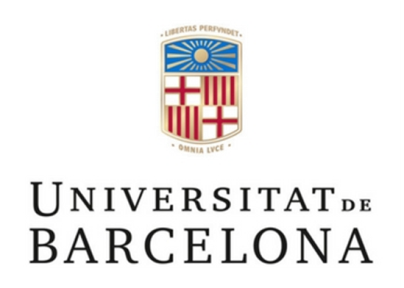 · LIBERTAS PERFVNDET ·
· OMNIA LVCE ·
UNIVERSITAT DE
BARCELONA